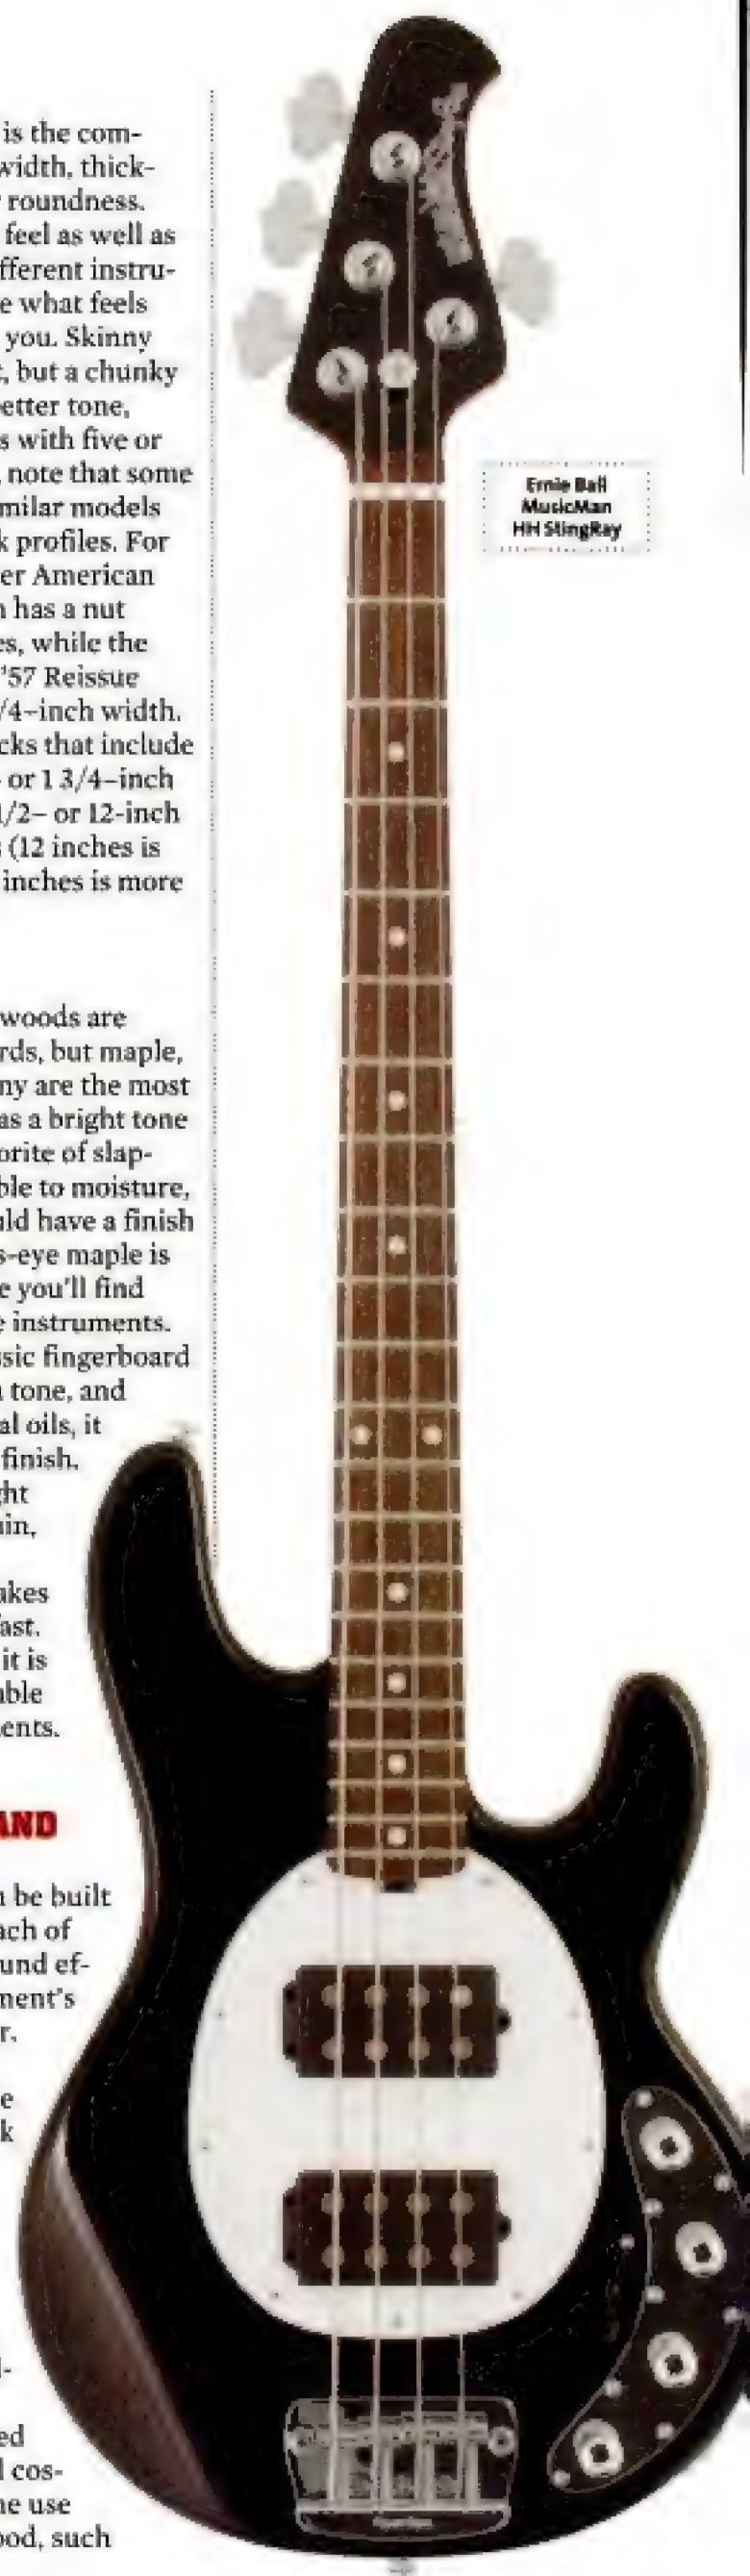 is the com-
width, thick-
roundness.
feel as well as
fferent instru-
e what feels
you. Skinny
, but a chunky
etter tone,
s with five or
, note that some
milar models
k profiles. For
er American
n has a nut
es, while the
'57 Reissue
/4-inch width.
cks that include
or 1 3/4-inch
1/2- or 12-inch
s (12 inches is
inches is more
woods are
rds, but maple,
ny are the most
as a bright tone
orite of slap-
ble to moisture,
uld have a finish
s-eye maple is
e you'll find
e instruments.
ssic fingerboard
n tone, and
al oils, it
finish.
ght
in,
akes
fast.
it is
able
ents.
AND
n be built
ach of
und ef-
ment's
r.
e
k
l-
ed
l cos-
he use
ood, such
Ernie Ball
MusicMan
HH StingRay